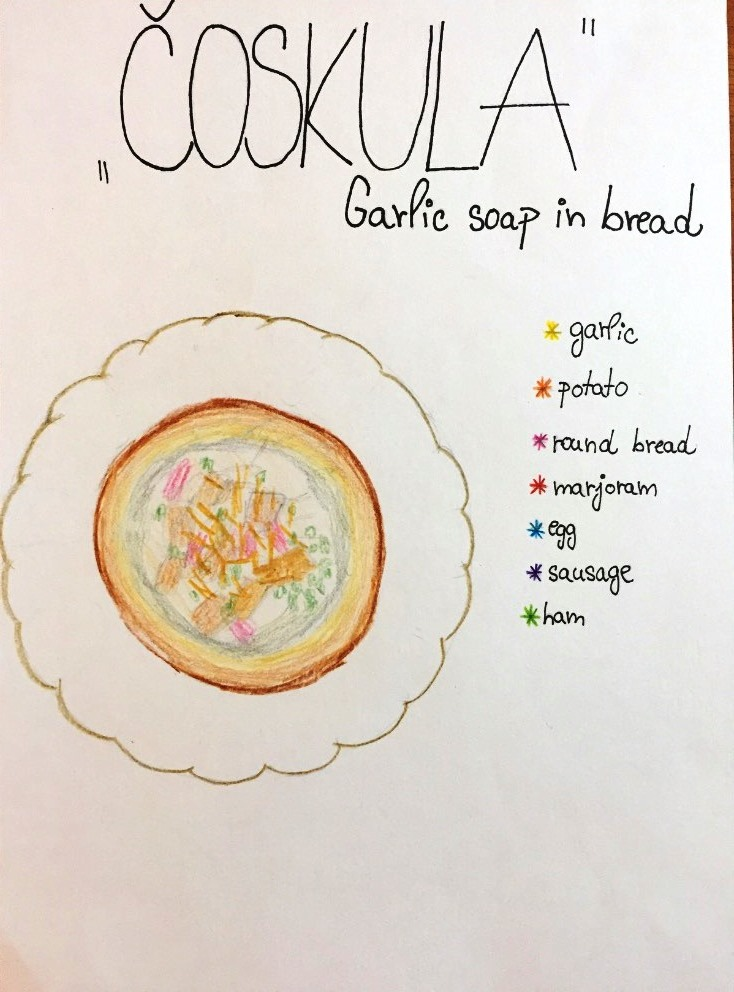 „ČOSKULA"
Garlic soap in bread
garlic
potato
round bread
marjoram
egg
sausage
ham